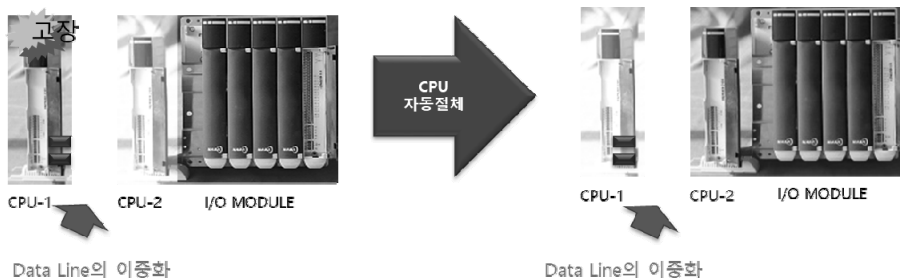 고장
CPU-1
CPU-2
I/O MODULE
Data Line의 이중화
CPU
자동절체
CPU-1
CPU-2
I/O MODULE
Data Line의 이중화